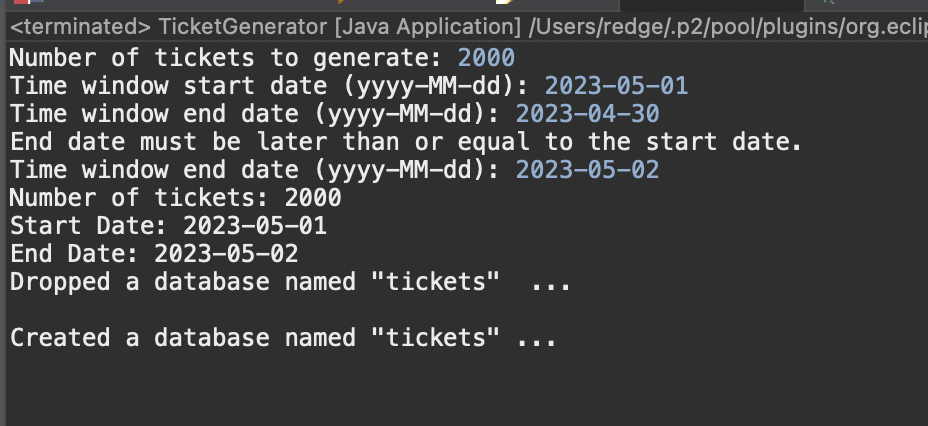 <terminated> TicketGenerator [Java Application] /Users/redge/.p2/pool/plugins/org.eclip
Number of tickets to generate: 2000
Time window start date (yyyy-MM-dd): 2023-05-01
Time window end date (yyyy-MM-dd): 2023-04-30
End date must be later than or equal to the start date.
Time window end date (yyyy-MM-dd): 2023-05-02
Number of tickets: 2000
Start Date: 2023-05-01
End Date: 2023-05-02
Dropped a database named "tickets"  ...
Created a database named "tickets" ...